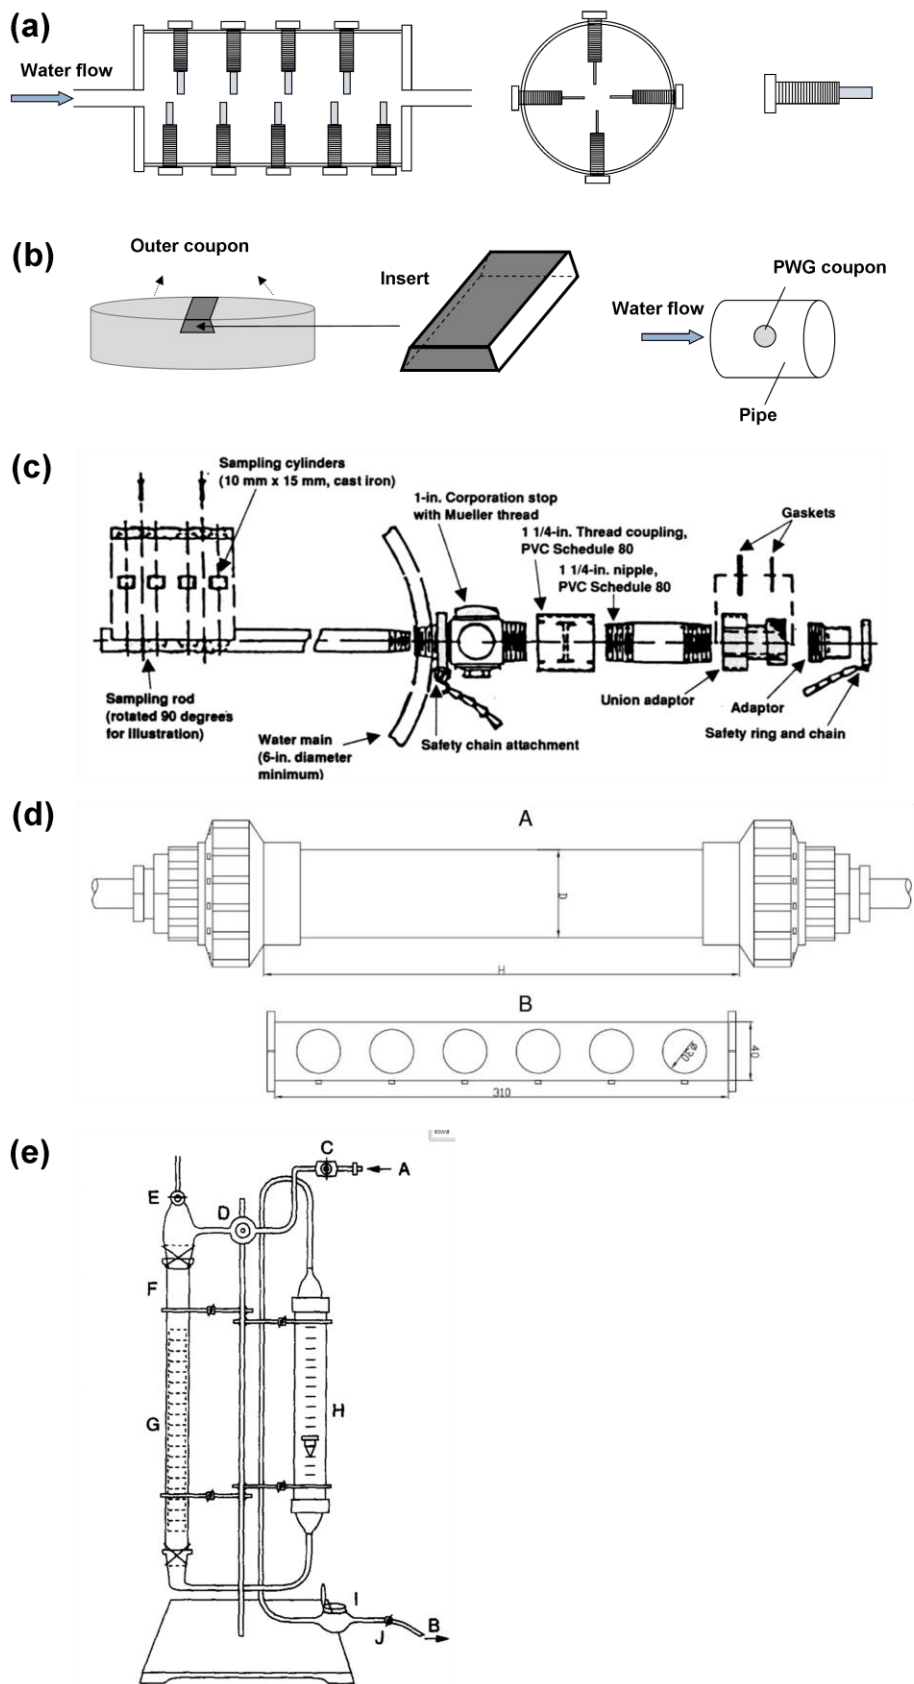 (a)
Water flow
(b)
Outer coupon
Insert
PWG coupon
Water flow
Pipe
(c)
Sampling cylinders
(10 mm x 15 mm, cast iron)
1-in. Corporation stop
with Mueller thread
1 1/4-in. Thread coupling,
PVC Schedule 80
1 1/4-in. nipple,
PVC Schedule 80
Gaskets
Sampling rod
(rotated 90 degrees
for Illustration)
Water main
(6-in. diameter
minimum)
Safety chain attachment
Union adaptor
Adaptor
Safety ring and chain
(d)
A
D
H
B
Ø30
40
310
(e)
C
A
E
D
F
G
H
I
J
B